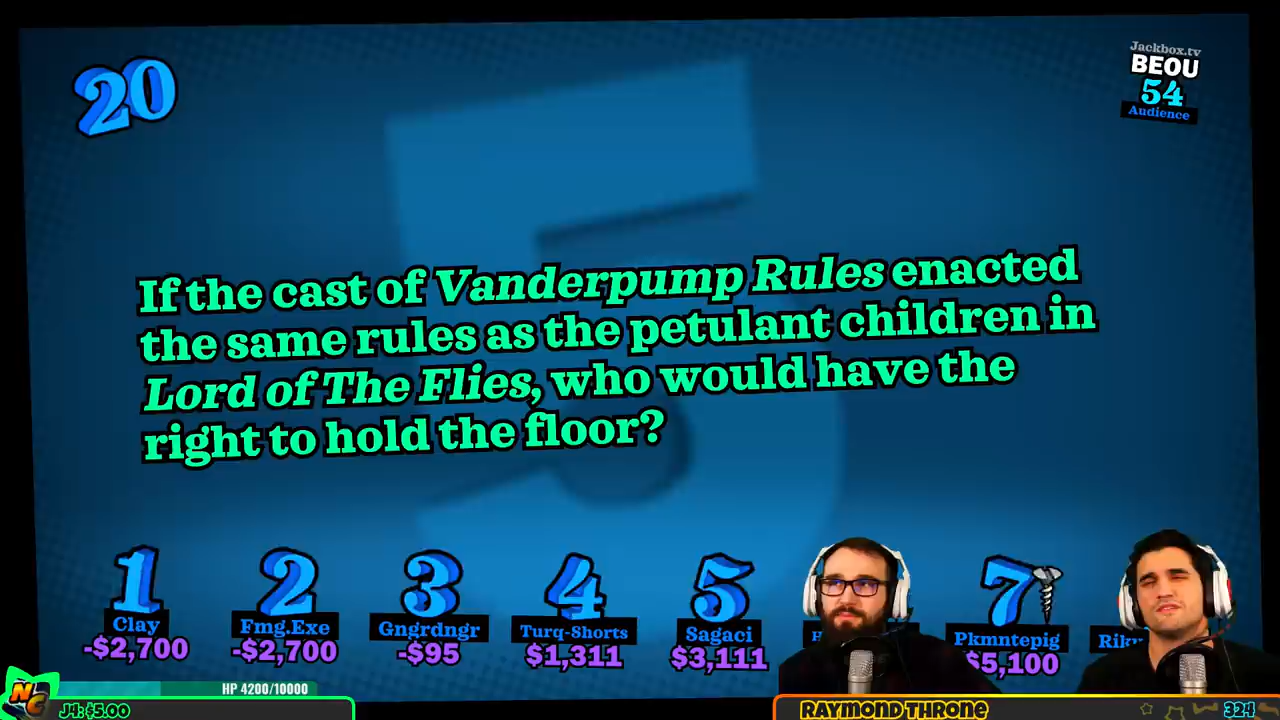 20
Jackbox.tv
BEOU
54
Audience
If the cast of Vanderpump Rules enacted
the same rules as the petulant children in
Lord of The Flies, who would have the
right to hold the floor?
1
2
3
4
5
7
Clay
Fmg.Exe
Gngrdngr
Turq-Shorts
Sagaci
Pkmntepig
-$2,700
-$2,700
-$95
$1,311
$3,111
$5,100
NC
HP 4200/10000
J4: $5.00
RAYMOND THRONE
324